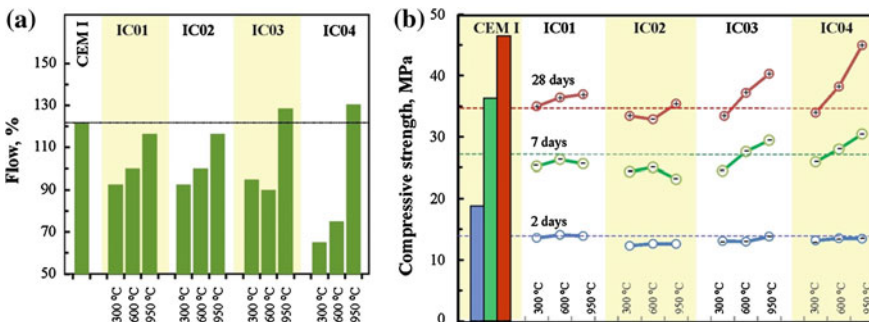 (a)
CEM I
IC01
IC02
IC03
IC04
Flow, %
150
130
110
90
70
50
300 °C
600 °C
950 °C
300 °C
600 °C
950 °C
300 °C
600 °C
950 °C
300 °C
600 °C
950 °C
(b)
CEM I
IC01
IC02
IC03
IC04
Compressive strength, MPa
50
40
30
20
10
0
28 days
7 days
2 days
300 °C
600 °C
950 °C
300 °C
600 °C
950 °C
300 °C
600 °C
950 °C
300 °C
600 °C
950 °C